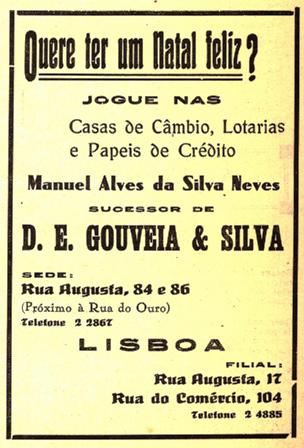 Quere ter um Natal feliz?
JOGUE NAS
Casas de Câmbio, Lotarias
e Papeis de Crédito
Manuel Alves da Silva Neves
SUCESSOR DE
D. E. GOUVEIA & SILVA
SEDE:
Rua Augusta, 84 e 86
(Próximo à Rua do Ouro)
Telefone 2 2867
LISBOA
FILIAL:
Rua Augusta, 17
Rua do Comércio, 104
Telefone 2 4885